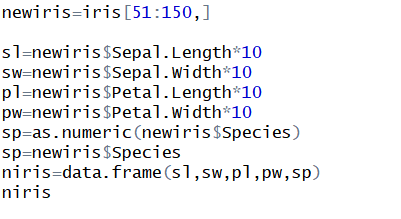 newiris=iris[51:150,]
sl=newiris$Sepal.Length*10
sw=newiris$Sepal.Width*10
pl=newiris$Petal.Length*10
pw=newiris$Petal.Width*10
sp=as.numeric(newiris$Species)
sp=newiris$Species
niris=data.frame(sl,sw,pl,pw,sp)
niris